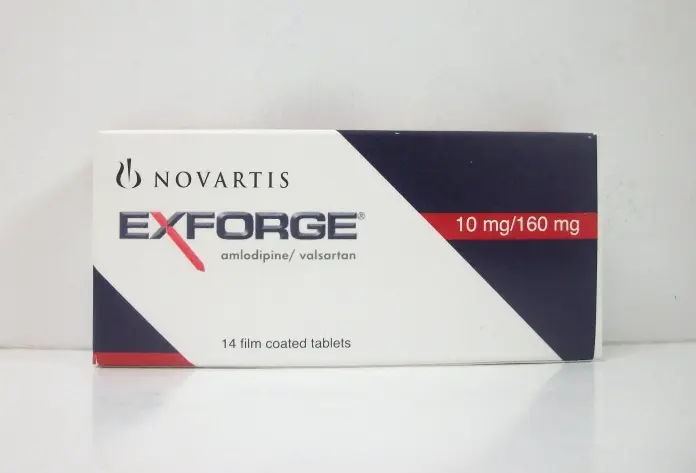 NOVARTIS
EXFORGE®
amlodipine/ valsartan
10 mg/160 mg
14 film coated tablets